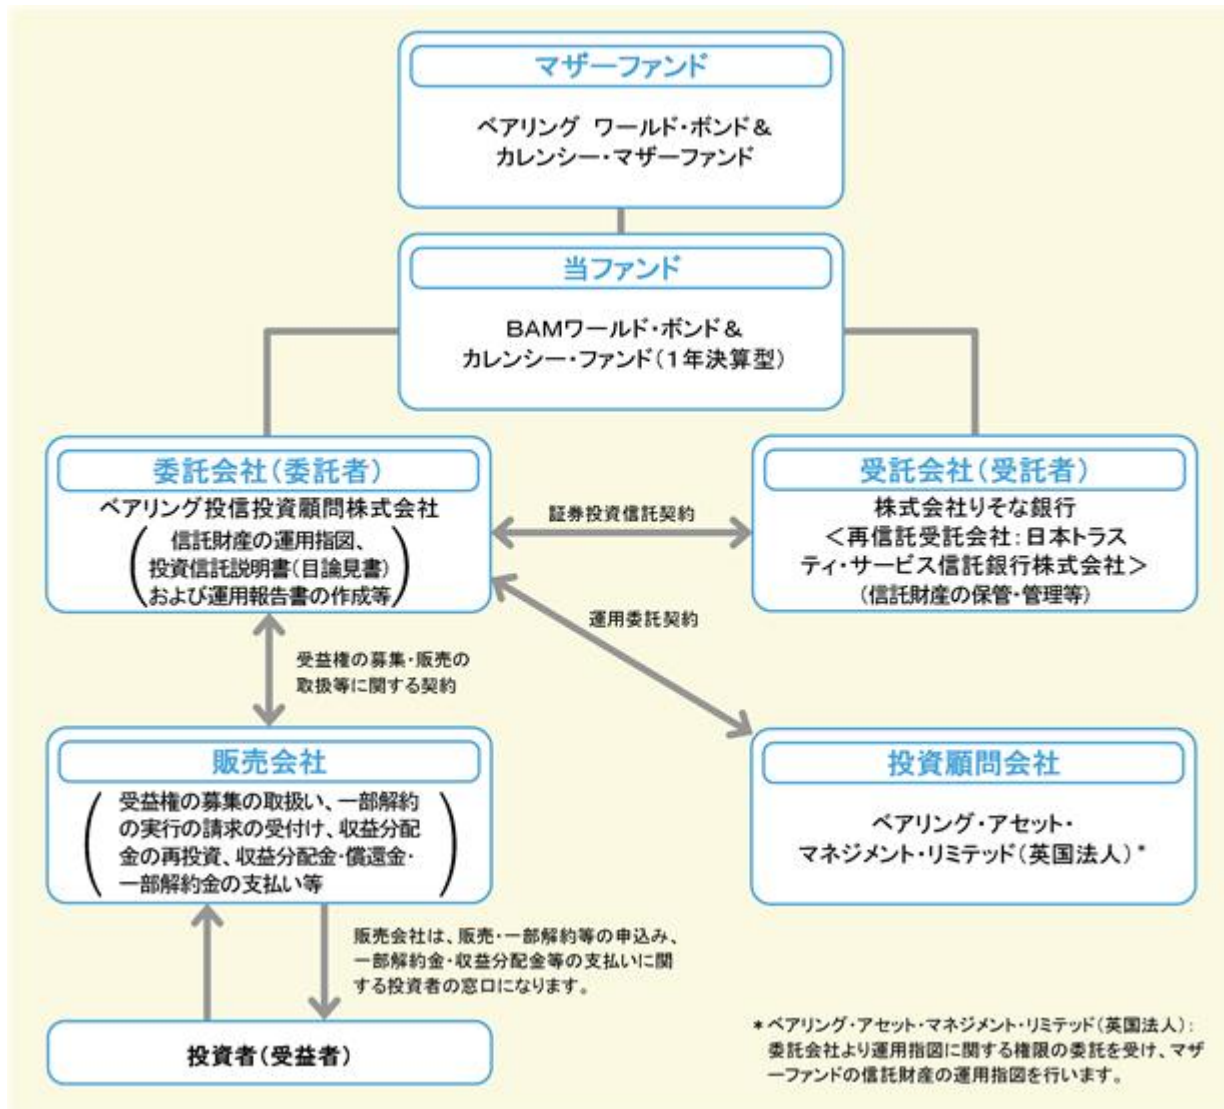 マザーファンド
ベアリング ワールド・ボンド＆
カレンシー・マザーファンド
当ファンド
BAMワールド・ボンド＆
カレンシー・ファンド（1年決算型）
委託会社（委託者）
ベアリング投信投資顧問株式会社
信託財産の運用指図、
投資信託説明書（目論見書）
および運用報告書の作成等
証券投資信託契約
受託会社（受託者）
株式会社りそな銀行
＜再信託受託会社：日本トラス
ティ・サービス信託銀行株式会社＞
（信託財産の保管・管理等）
運用委託契約
受益権の募集・販売の
取扱等に関する契約
販売会社
受益権の募集の取扱い、一部解約
の実行の請求の受付け、収益分配
金の再投資、収益分配金・償還金・
一部解約金の支払い等
投資顧問会社
ベアリング・アセット・
マネジメント・リミテッド（英国法人）*
販売会社は、販売・一部解約等の申込み、
一部解約金・収益分配金等の支払いに関
する投資者の窓口になります。
投資者（受益者）
*ベアリング・アセット・マネジメント・リミテッド（英国法人）：
委託会社より運用指図に関する権限の委託を受け、マザ
ーファンドの信託財産の運用指図を行います。